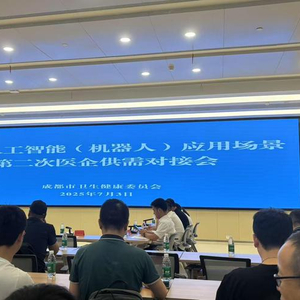 工智能（机器人）应用场景
第二次医企供需对接会
成都市卫生健康委员会
2025年7月3日